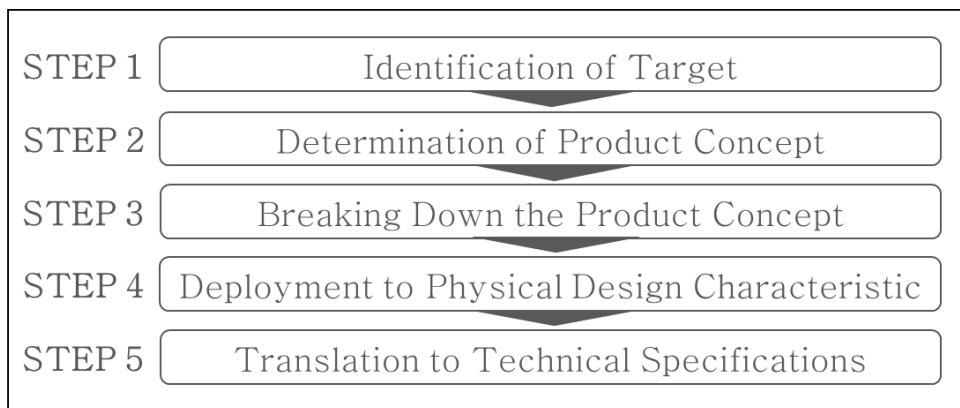 STEP 1 Identification of Target
STEP 2 Determination of Product Concept
STEP 3 Breaking Down the Product Concept
STEP 4 Deployment to Physical Design Characteristic
STEP 5 Translation to Technical Specifications